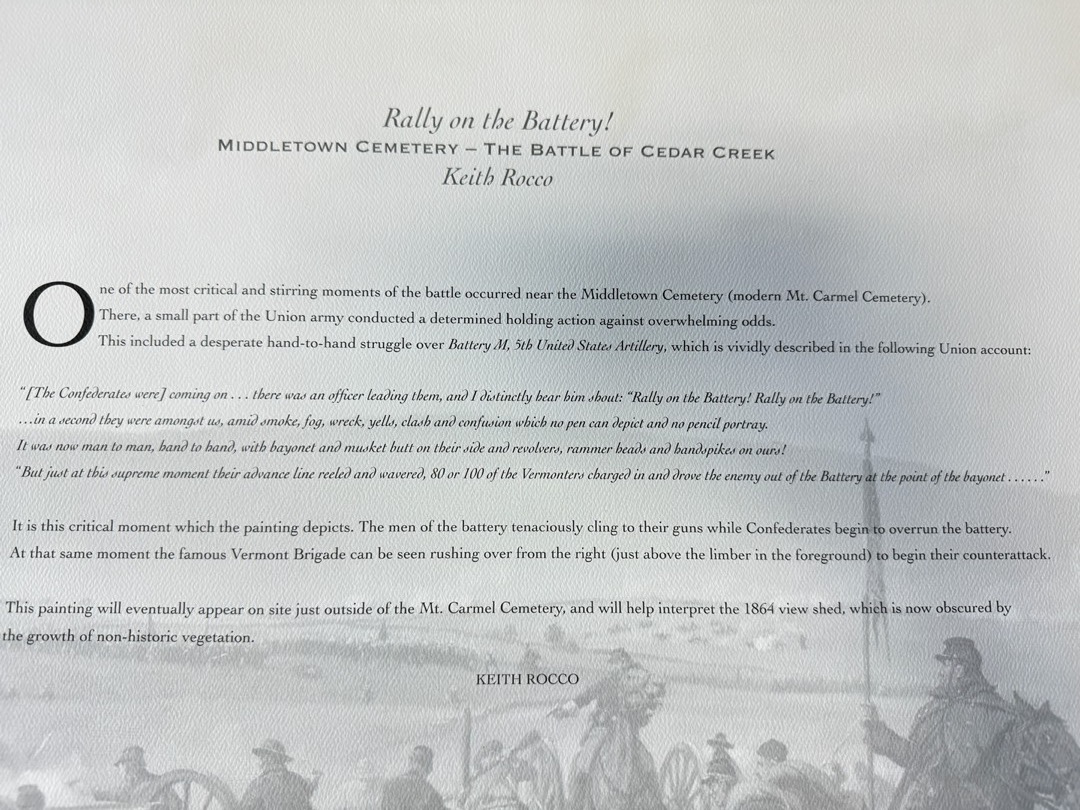 Rally on the Battery!
MIDDLETOWN CEMETERY – THE BATTLE OF CEDAR CREEK
Keith Rocco
One of the most critical and stirring moments of the battle occurred near the Middletown Cemetery (modern Mt. Carmel Cemetery).
There, a small part of the Union army conducted a determined holding action against overwhelming odds.
This included a desperate hand-to-hand struggle over Battery M, 5th United States Artillery, which is vividly described in the following Union account:
“[The Confederates were] coming on . . . there was an officer leading them, and I distinctly hear him shout: “Rally on the Battery! Rally on the Battery!”
…in a second they were amongst us, amid smoke, fog, wreck, yells, clash and confusion which no pen can depict and no pencil portray.
It was now man to man, hand to hand, with bayonet and musket butt on their side and revolvers, rammer heads and handspikes on ours!
“But just at this supreme moment their advance line reeled and wavered, 80 or 100 of the Vermonters charged in and drove the enemy out of the Battery at the point of the bayonet . . . . . .”
It is this critical moment which the painting depicts. The men of the battery tenaciously cling to their guns while Confederates begin to overrun the battery.
At that same moment the famous Vermont Brigade can be seen rushing over from the right (just above the limber in the foreground) to begin their counterattack.
This painting will eventually appear on site just outside of the Mt. Carmel Cemetery, and will help interpret the 1864 view shed, which is now obscured by
the growth of non-historic vegetation.
KEITH ROCCO